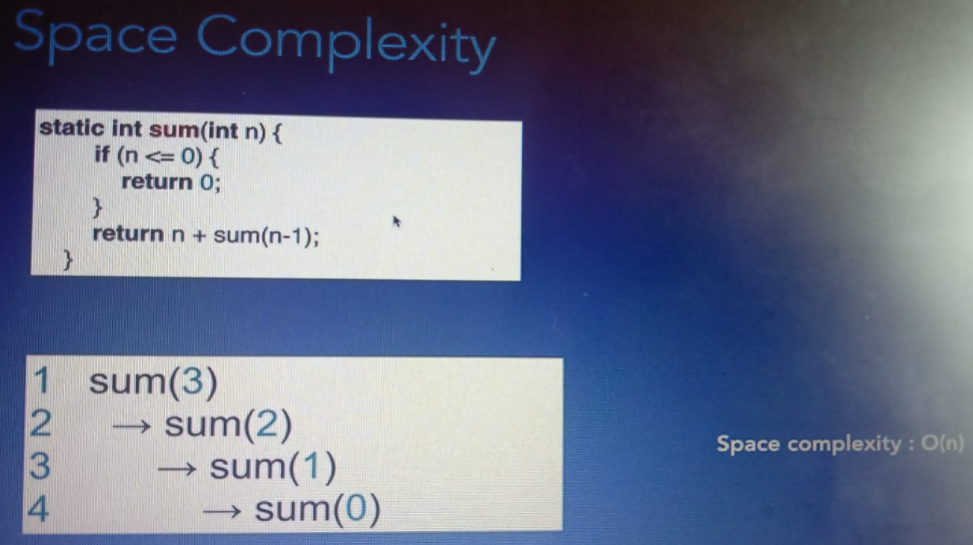 Space Complexity
static int sum(int n) {
if (n <= 0) {
return 0;
}
return n + sum(n-1);
}
1 sum(3)
2 → sum(2)
3 → sum(1)
4 → sum(0)
Space complexity : O(n)